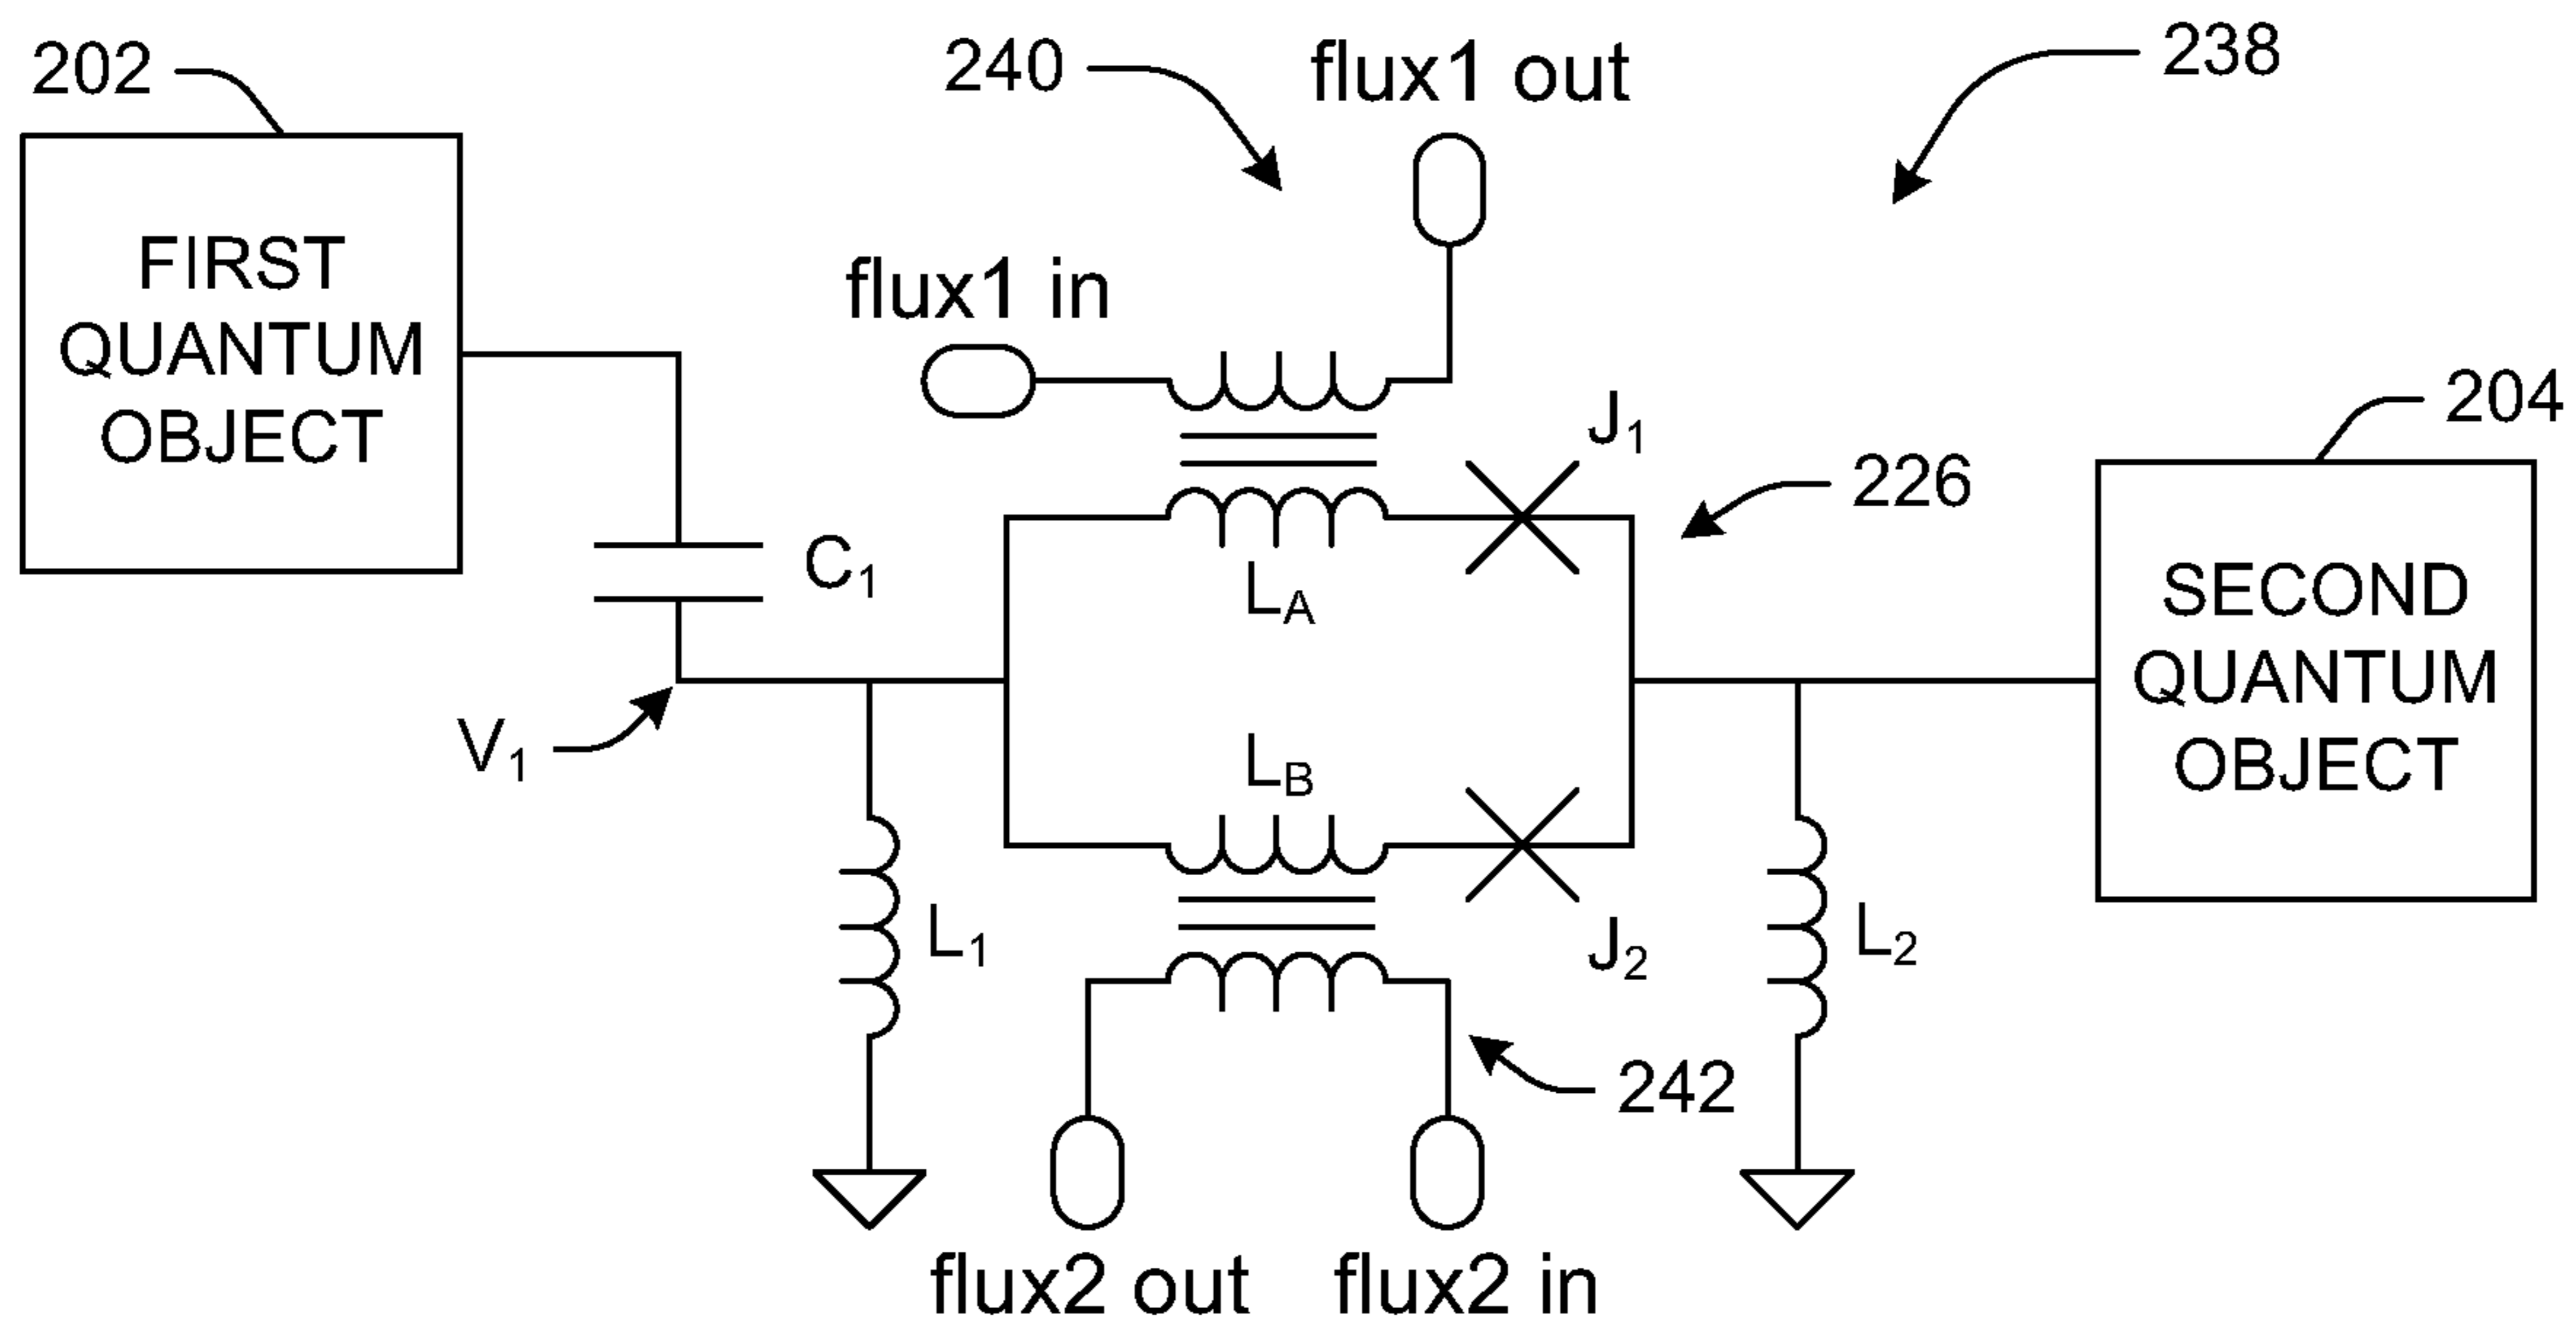 202
240
flux1 out
238
FIRST
QUANTUM
OBJECT
flux1 in
J1
204
226
C1
LA
SECOND
QUANTUM
OBJECT
V1
LB
L1
J2
L2
242
flux2 out
flux2 in